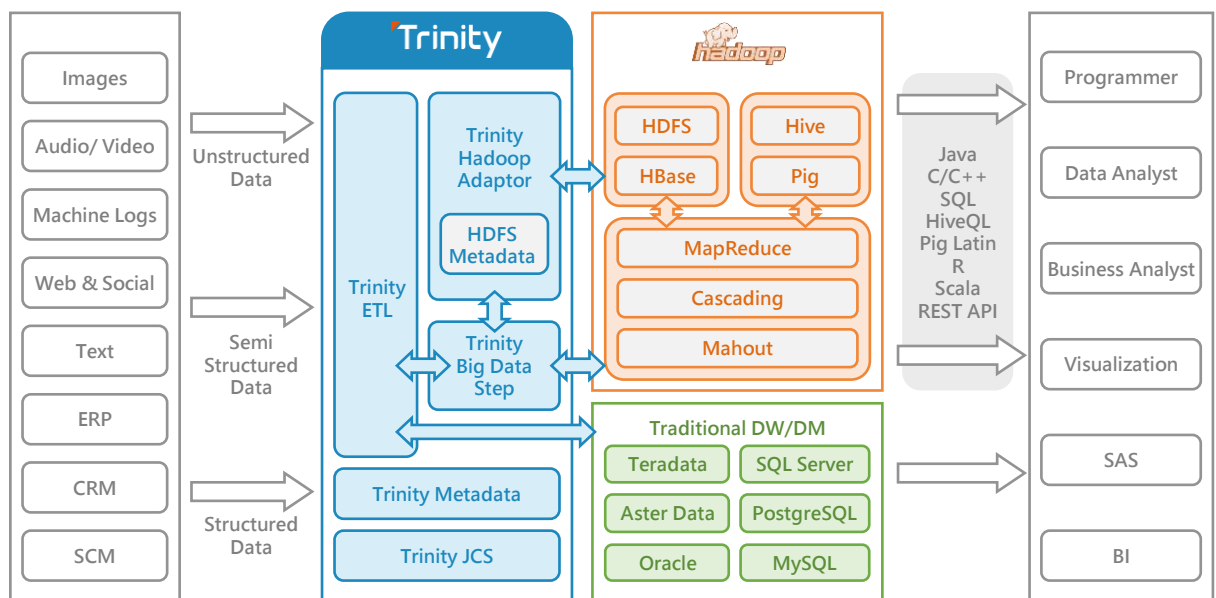 Images
Audio/ Video
Machine Logs
Web & Social
Text
ERP
CRM
SCM
Unstructured
Data
Semi
Structured
Data
Structured
Data
Trinity
Trinity
ETL
Trinity
Hadoop
Adaptor
HDFS
Metadata
Trinity
Big Data
Step
Trinity Metadata
Trinity JCS
hadoop
HDFS
HBase
Hive
Pig
MapReduce
Cascading
Mahout
Traditional DW/DM
Teradata
SQL Server
Aster Data
PostgreSQL
Oracle
MySQL
Java
C/C++
SQL
HiveQL
Pig Latin
R
Scala
REST API
Programmer
Data Analyst
Business Analyst
Visualization
SAS
BI